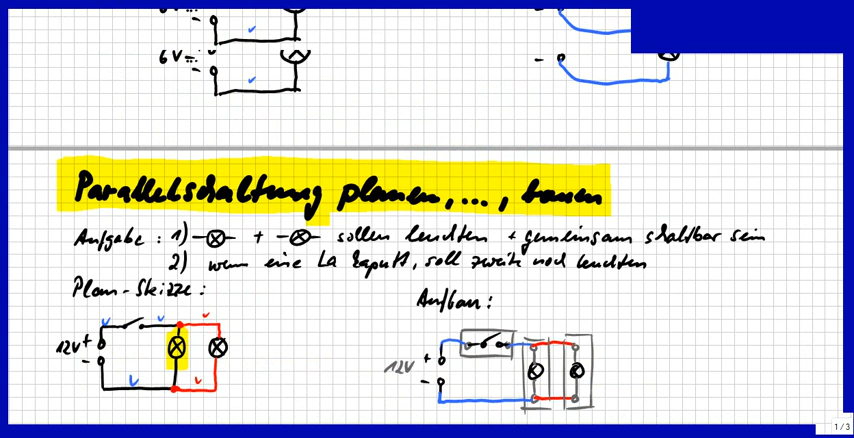 6V
-
6V
-
-
Parallelschaltung planen, ..., bauen
Aufgabe: 1) + sollen leuchten + gemeinsam schaltbar sein
2) wenn eine La kaputt, soll zweite noch leuchten
Plan-Skizze:
Aufbau:
12V +
-
12V +
-
1/3